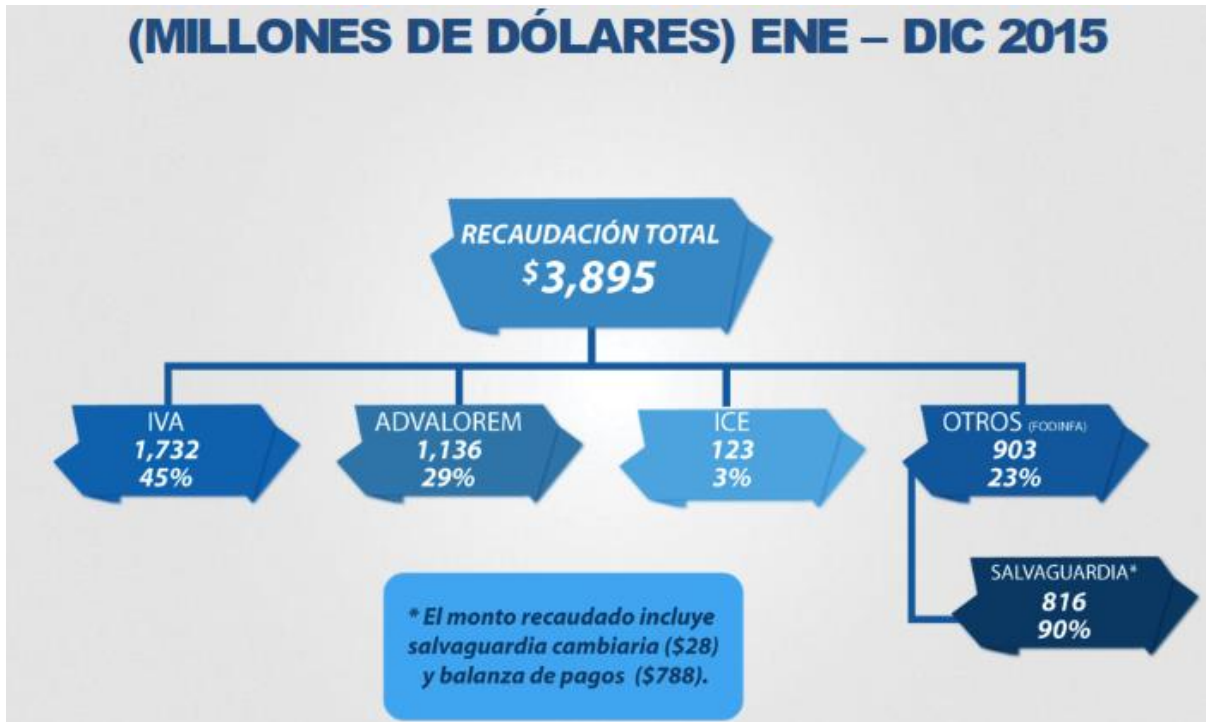 (MILLONES DE DÓLARES) ENE – DIC 2015
RECAUDACIÓN TOTAL
$3,895
IVA
1,732
45%
ADVALOREM
1,136
29%
ICE
123
3%
OTROS (FODINFA)
903
23%
SALVAGUARDIA*
816
90%
* El monto recaudado incluye
salvaguardia cambiaria ($28)
y balanza de pagos ($788).